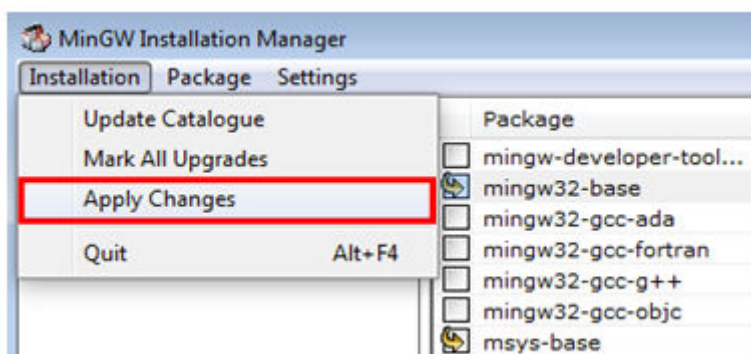 MinGW Installation Manager
Installation Package Settings
Update Catalogue
Mark All Upgrades
Apply Changes
Quit Alt+F4
Package
mingw-developer-tool...
mingw32-base
mingw32-gcc-ada
mingw32-gcc-fortran
mingw32-gcc-g++
mingw32-gcc-objc
msys-base